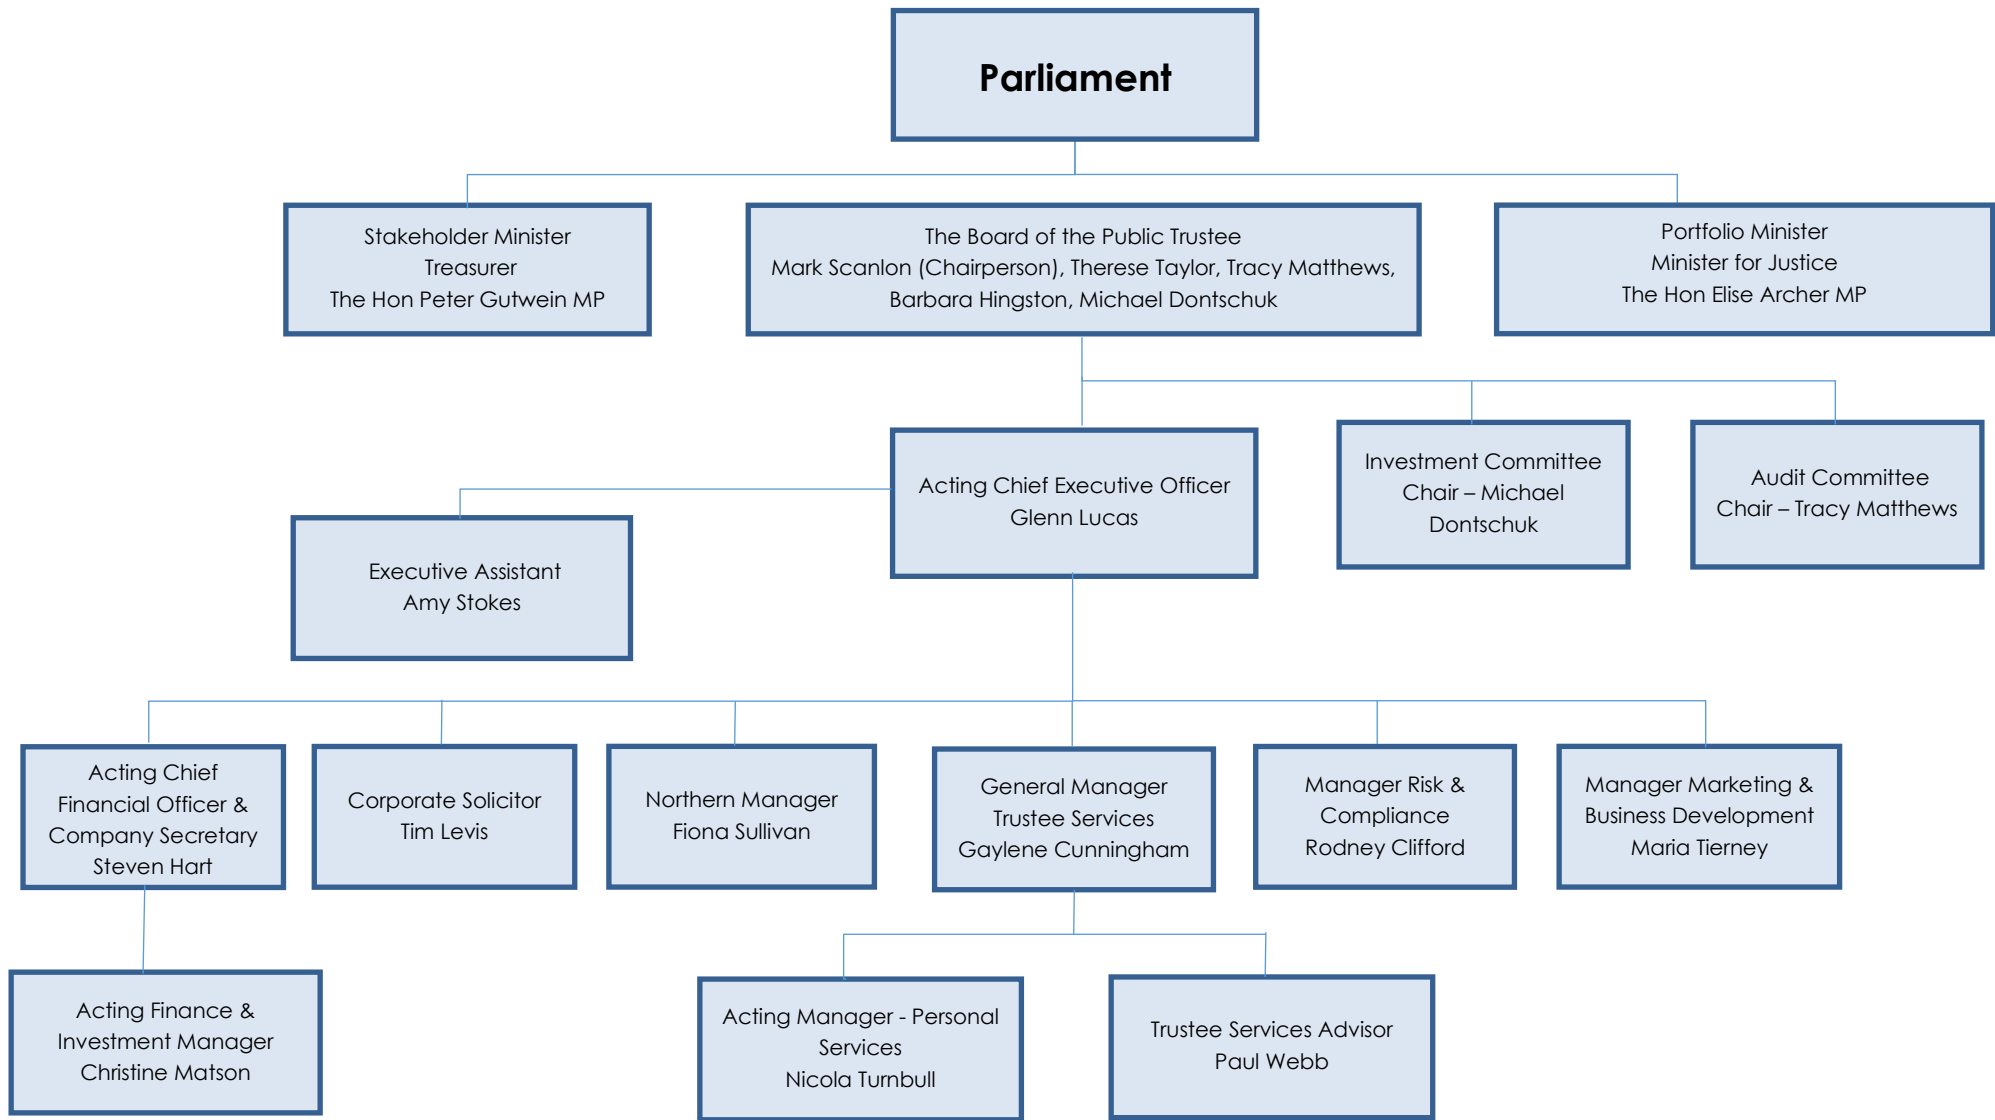 Parliament
Stakeholder Minister
Treasurer
The Hon Peter Gutwein MP
The Board of the Public Trustee
Mark Scanlon (Chairperson), Therese Taylor, Tracy Matthews,
Barbara Hingston, Michael Dontschuk
Portfolio Minister
Minister for Justice
The Hon Elise Archer MP
Acting Chief Executive Officer
Glenn Lucas
Investment Committee
Chair – Michael
Dontschuk
Audit Committee
Chair – Tracy Matthews
Executive Assistant
Amy Stokes
Acting Chief
Financial Officer &
Company Secretary
Steven Hart
Corporate Solicitor
Tim Levis
Northern Manager
Fiona Sullivan
General Manager
Trustee Services
Gaylene Cunningham
Manager Risk &
Compliance
Rodney Clifford
Manager Marketing &
Business Development
Maria Tierney
Acting Finance &
Investment Manager
Christine Matson
Acting Manager - Personal
Services
Nicola Turnbull
Trustee Services Advisor
Paul Webb